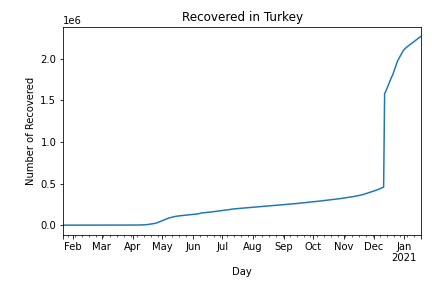 Recovered in Turkey
1e6
2.0
1.5
1.0
0.5
0.0
Number of Recovered
Feb Mar Apr May Jun Jul Aug Sep Oct Nov Dec Jan
2021
Day